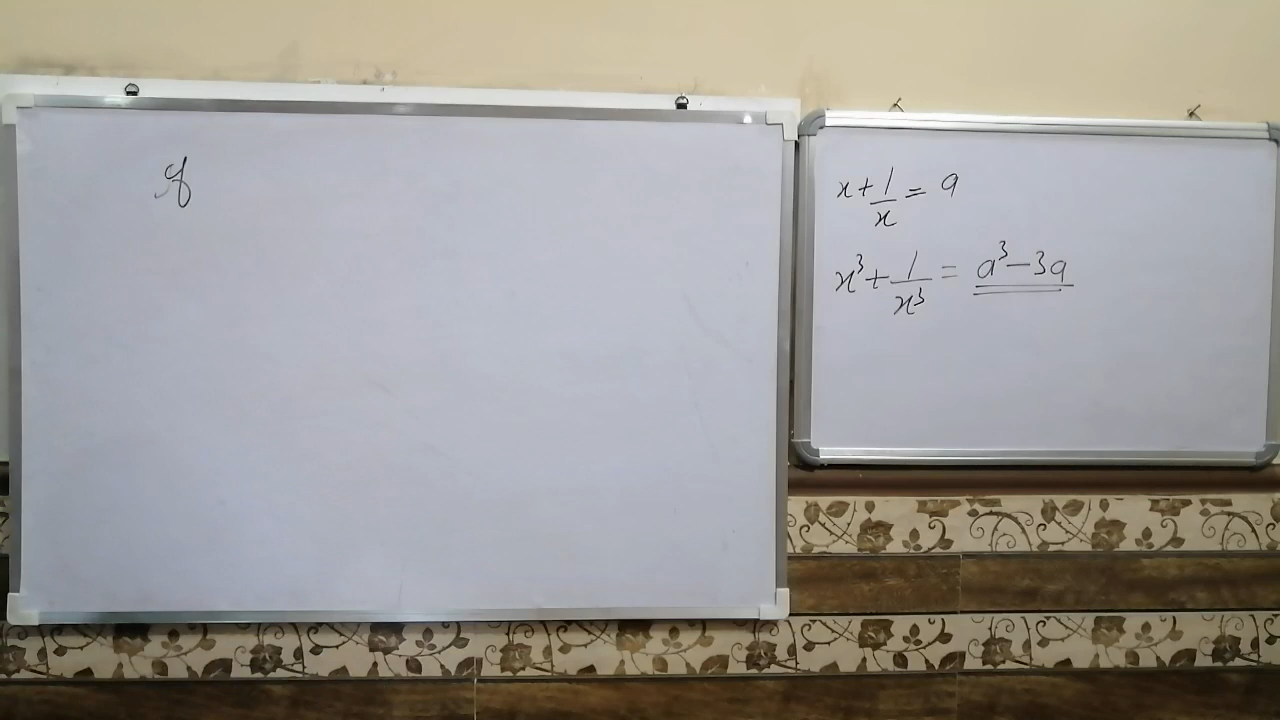 If
x + 1/x = a
x³ + 1/x³ = a³ - 3a